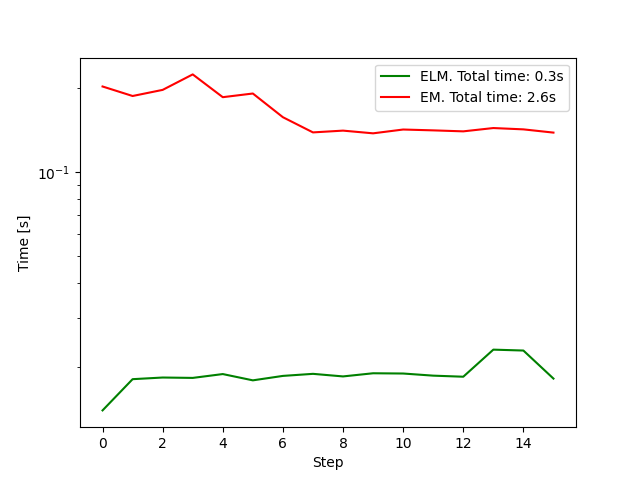 ELM. Total time: 0.3s
EM. Total time: 2.6s
10⁻¹
Time [s]
0 2 4 6 8 10 12 14
Step